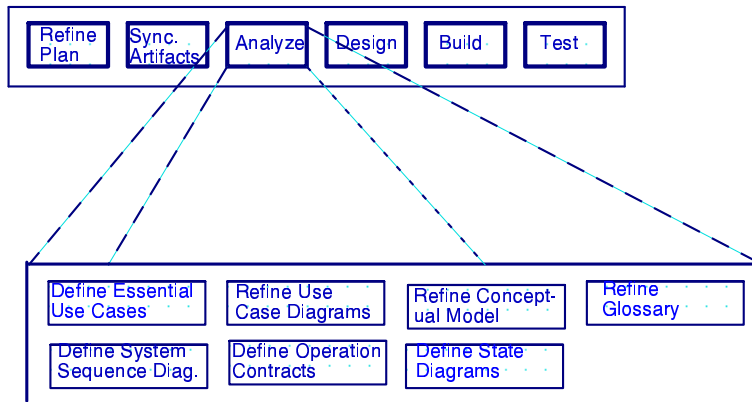 Refine
Plan
Sync.
Artifacts
Analyze
Design
Build
Test
Define Essential
Use Cases
Refine Use
Case Diagrams
Refine Concept-
ual Model
Refine
Glossary
Define System
Sequence Diag.
Define Operation
Contracts
Define State
Diagrams